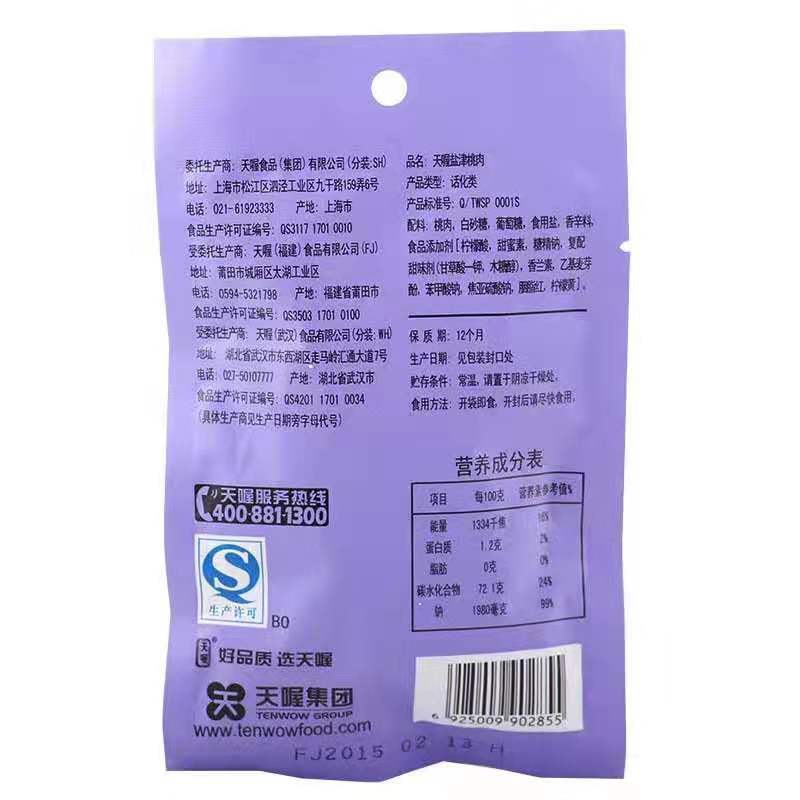 委托生产商：天喔食品(集团)有限公司(分装:SH)
地址：上海市松江区泗泾工业区九干路159弄6号
电话：021-61923333 产地：上海市
食品生产许可证编号：QS3117 1701 0010
受委托生产商：天喔(福建)食品有限公司(FJ)
地址：莆田市城厢区太湖工业区
电话：0594-5321798 产地：福建省莆田市
食品生产许可证编号：QS3503 1701 0100
受委托生产商：天喔(武汉)食品有限公司(分装:WH)
地址：湖北省武汉市东西湖区走马岭汇通大道7号
电话：027-50107777 产地：湖北省武汉市
食品生产许可证编号：QS4201 1701 0034
(具体生产商见生产日期旁字母代号)
天喔服务热线
400-881-1300
生产许可
B0
天喔
好品质 选天喔
天喔集团
TENWOW GROUP
www.tenwowfood.com
品名：天喔盐津桃肉
产品类型：话化类
产品标准号：Q/TWSP 0001S
配料：桃肉，白砂糖，葡萄糖，食用盐，香辛料，
食品添加剂[柠檬酸，甜蜜素，糖精钠，复配
甜味剂(甘草酸一钾，木糖醇)，香兰素，乙基麦芽
酚，苯甲酸钠，焦亚硫酸钠，胭脂红，柠檬黄]。
保质期：12个月
生产日期：见包装封口处
贮存条件：常温，请置于阴凉干燥处。
食用方法：开袋即食，开封后请尽快食用。
营养成分表
项目 每100克 营养素参考值%
能量 1334千焦 16%
蛋白质 1.2克 2%
脂肪 0克 0%
碳水化合物 72.1克 24%
钠 1980毫克 99%
6 925009 902855
FJ2015 02 13 H